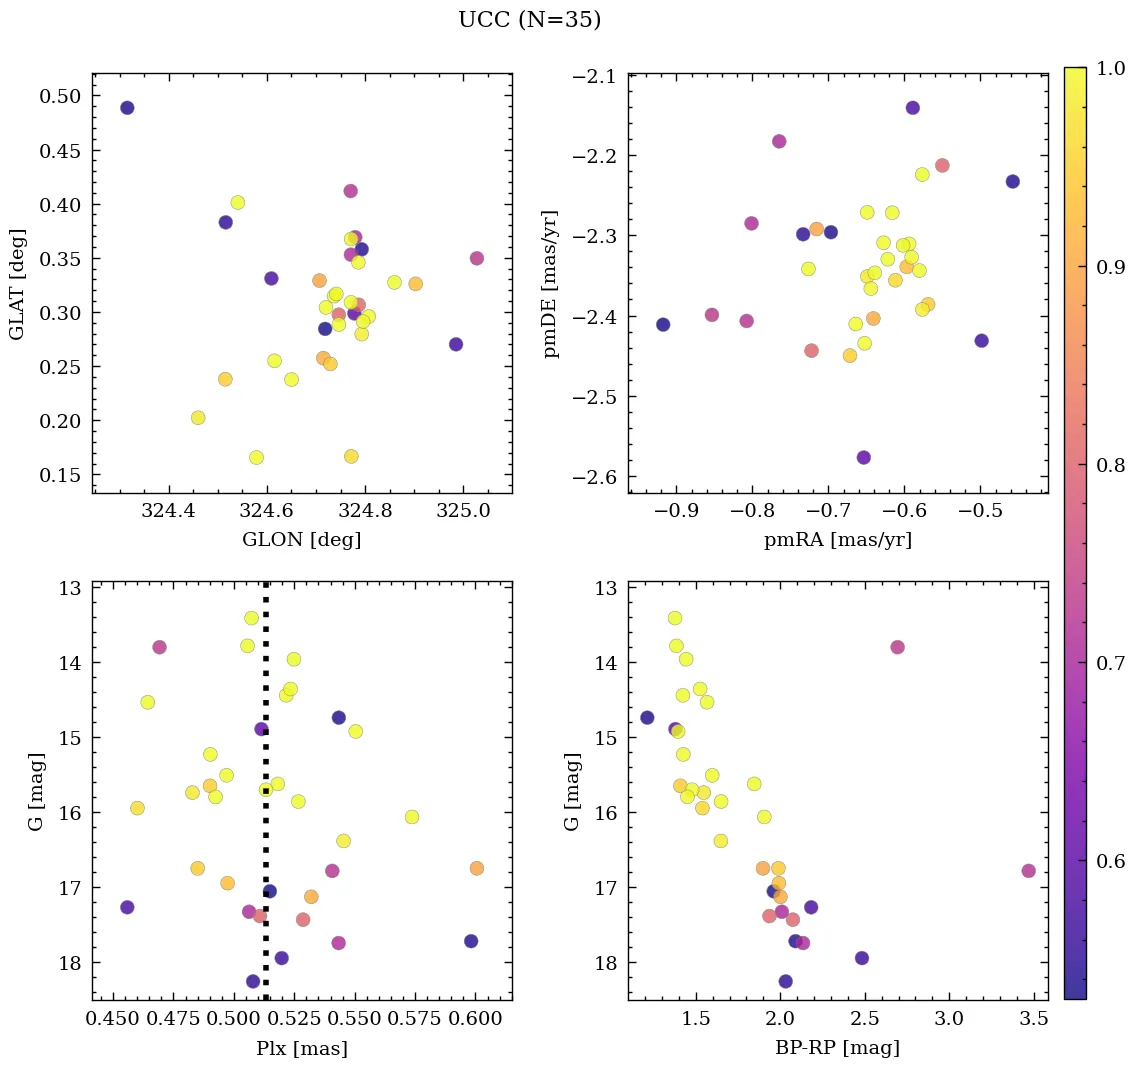 UCC (N=35)
0.50
0.45
0.40
0.35
0.30
0.25
0.20
0.15
GLAT [deg]
324.4 324.6 324.8 325.0
GLON [deg]
−2.1
−2.2
−2.3
−2.4
−2.5
−2.6
pmDE [mas/yr]
−0.9 −0.8 −0.7 −0.6 −0.5
pmRA [mas/yr]
13
14
15
16
17
18
G [mag]
0.450 0.475 0.500 0.525 0.550 0.575 0.600
Plx [mas]
13
14
15
16
17
18
G [mag]
1.5 2.0 2.5 3.0 3.5
BP-RP [mag]
1.0
0.9
0.8
0.7
0.6